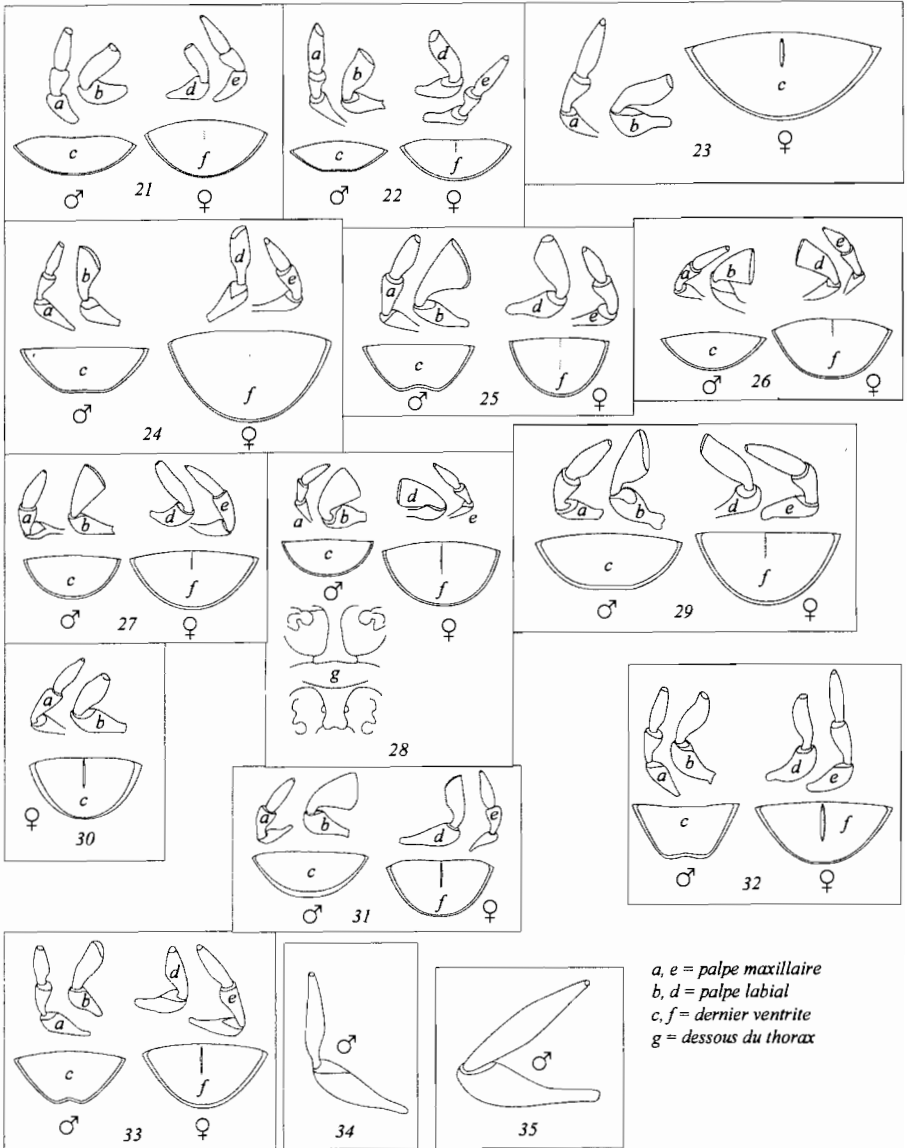 a b d e
c f
♂ 21 ♀
a b d e
c f
♂ 22 ♀
a b c
23 ♀
a b d e
c f
♂ 24 ♀
a b d e
c f
♂ 25 ♀
a b d e
c f
♂ 26 ♀
a b d e
c f
♂ 27 ♀
a b d e
c f
♂ ♀
g
28
a b d e
c f
♂ 29 ♀
a b
c
♀ 30
a b d e
c f
♂ 31 ♀
a b d e
c f
♂ 32 ♀
a b d e
c f
♂ 33 ♀
♂
34
♂
35
a, e = palpe maxillaire
b, d = palpe labial
c, f = dernier ventrite
g = dessous du thorax